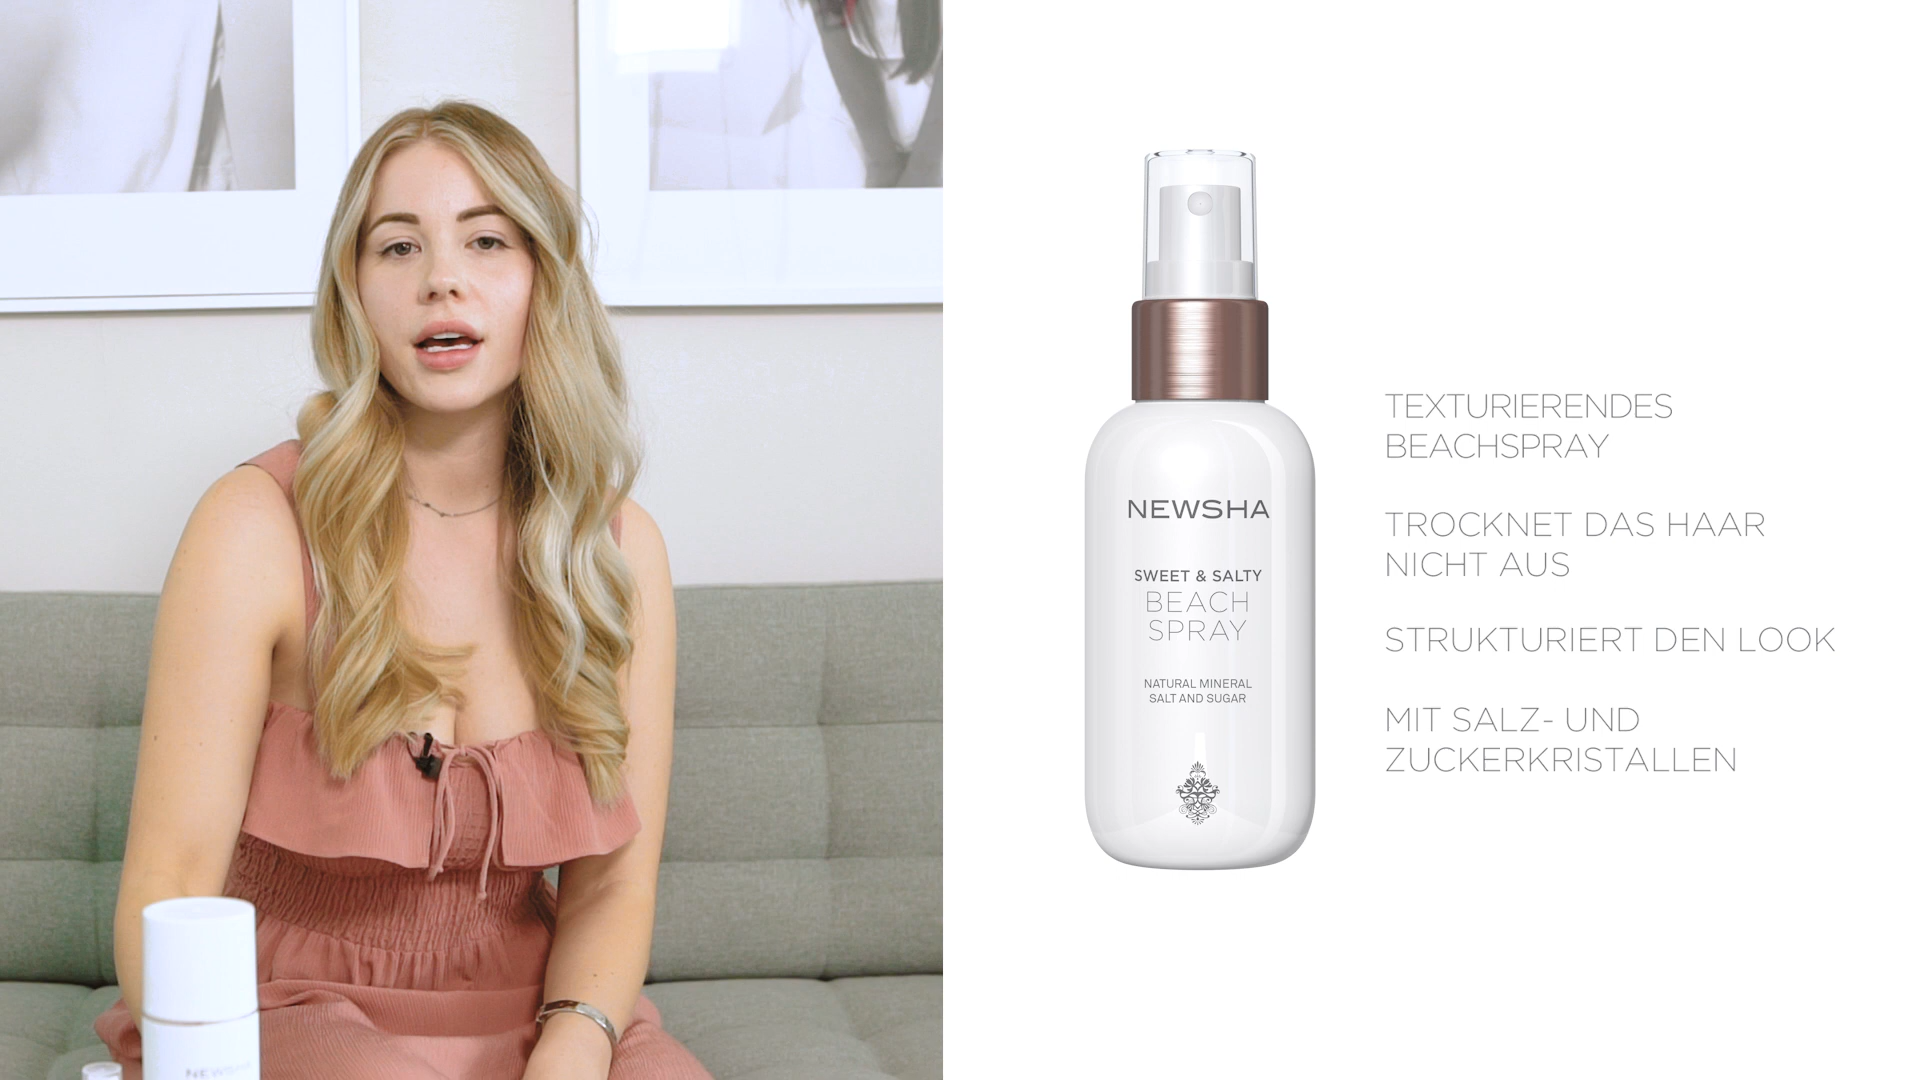 NEWSHA
SWEET & SALTY
BEACH
SPRAY
NATURAL MINERAL
SALT AND SUGAR
TEXTURIERENDES
BEACHSPRAY
TROCKNET DAS HAAR
NICHT AUS
STRUKTURIERT DEN LOOK
MIT SALZ- UND
ZUCKERKRISTALLEN
NEWSHA